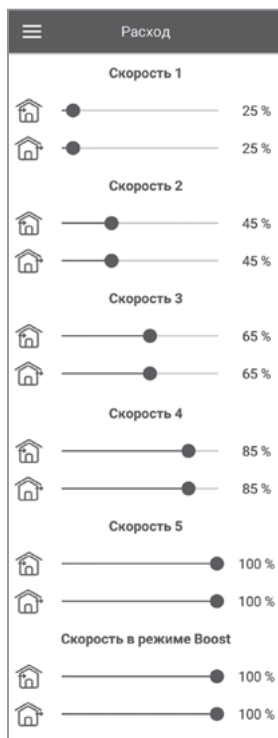 Расход
Скорость 1
25 %
25 %
Скорость 2
45 %
45 %
Скорость 3
65 %
65 %
Скорость 4
85 %
85 %
Скорость 5
100 %
100 %
Скорость в режиме Boost
100 %
100 %